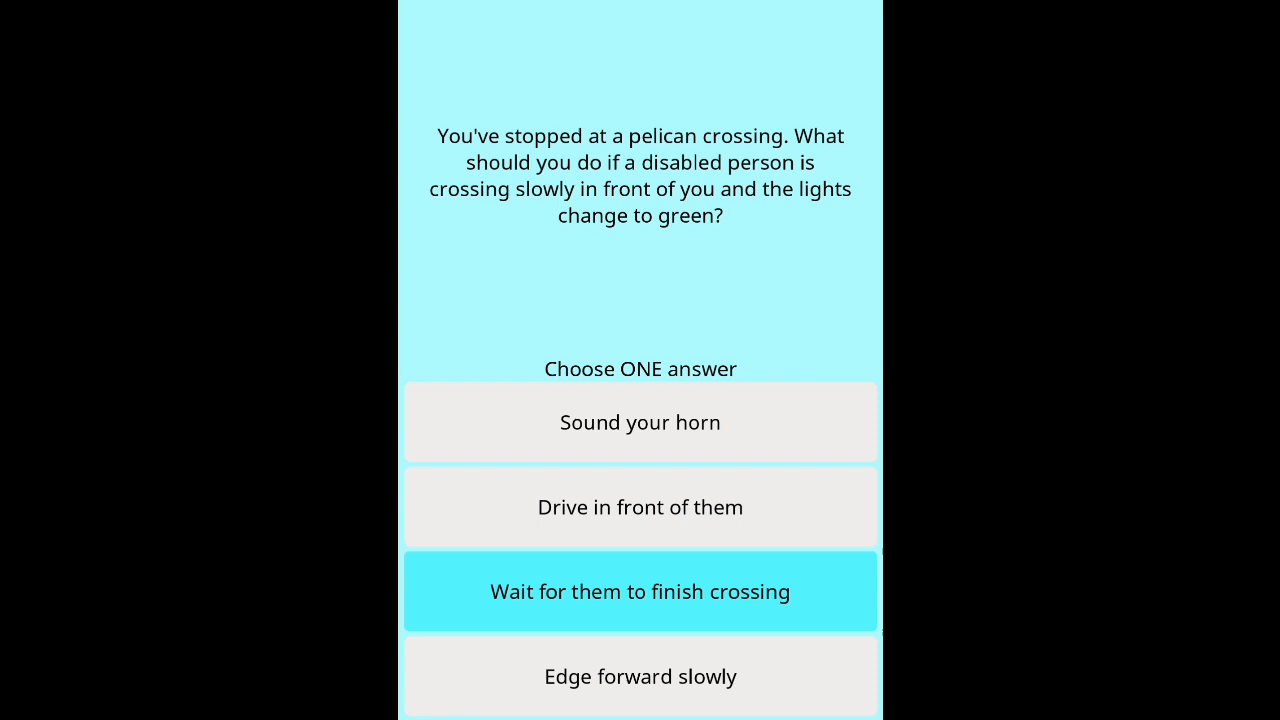 You've stopped at a pelican crossing. What
should you do if a disabled person is
crossing slowly in front of you and the lights
change to green?
Choose ONE answer
Sound your horn
Drive in front of them
Wait for them to finish crossing
Edge forward slowly